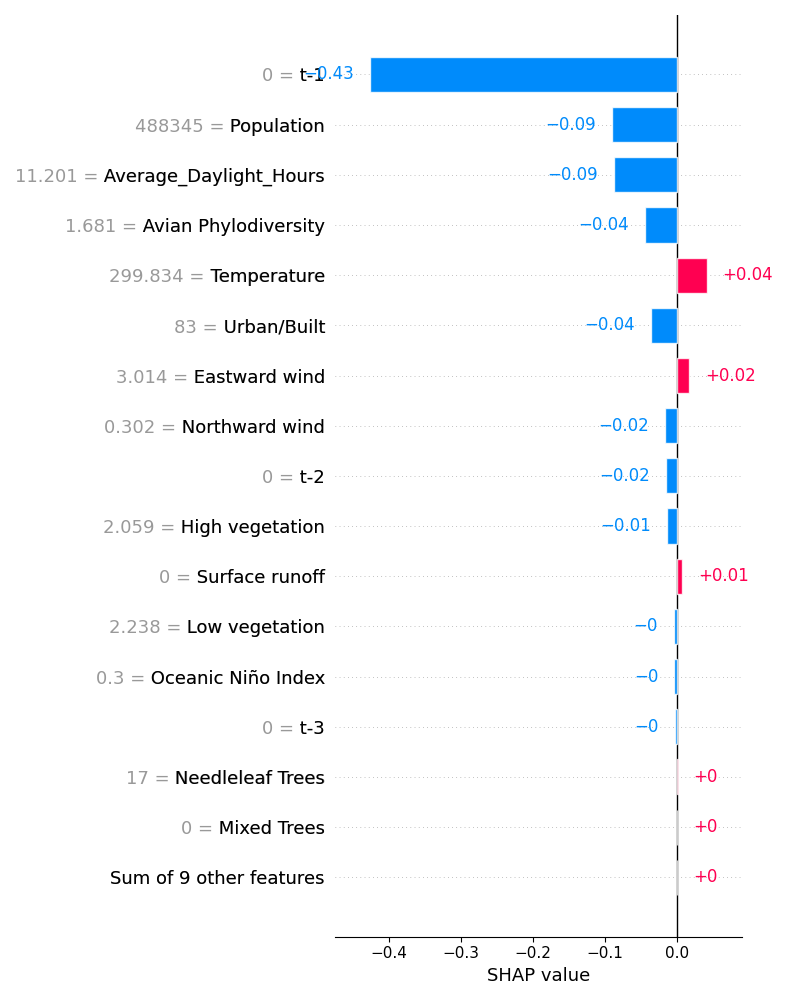 0 = t-1 −0.43
488345 = Population −0.09
11.201 = Average_Daylight_Hours −0.09
1.681 = Avian Phylodiversity −0.04
299.834 = Temperature +0.04
83 = Urban/Built −0.04
3.014 = Eastward wind +0.02
0.302 = Northward wind −0.02
0 = t-2 −0.02
2.059 = High vegetation −0.01
0 = Surface runoff +0.01
2.238 = Low vegetation −0
0.3 = Oceanic Niño Index −0
0 = t-3 −0
17 = Needleleaf Trees +0
0 = Mixed Trees +0
Sum of 9 other features +0
−0.4 −0.3 −0.2 −0.1 0.0
SHAP value